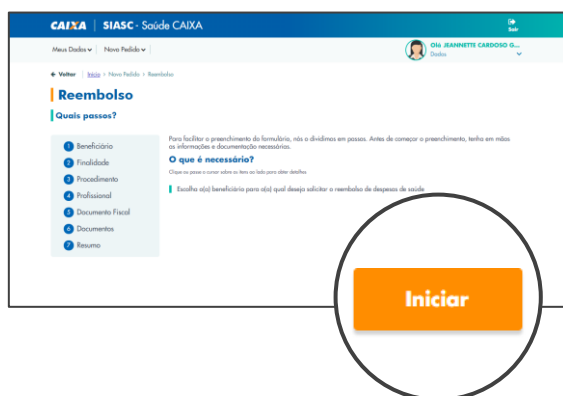 CAIXA | SIASC - Saúde CAIXA
Sair
Meus Dados Novo Pedido
Olá JEANNETTE CARDOSO G...
Dados
Voltar | Início > Novo Pedido > Reembolso
Reembolso
Quais passos?
1 Beneficiário
2 Finalidade
3 Procedimento
4 Profissional
5 Documento Fiscal
6 Documentos
7 Resumo
Para facilitar o preenchimento do formulário, nós o dividimos em passos. Antes de começar o preenchimento, tenha em mãos
as informações e documentação necessários.
O que é necessário?
Clique ou passe o cursor sobre os itens ao lado para obter detalhes
Escolha o(a) beneficiário para o(a) qual deseja solicitar o reembolso de despesas de saúde
Iniciar